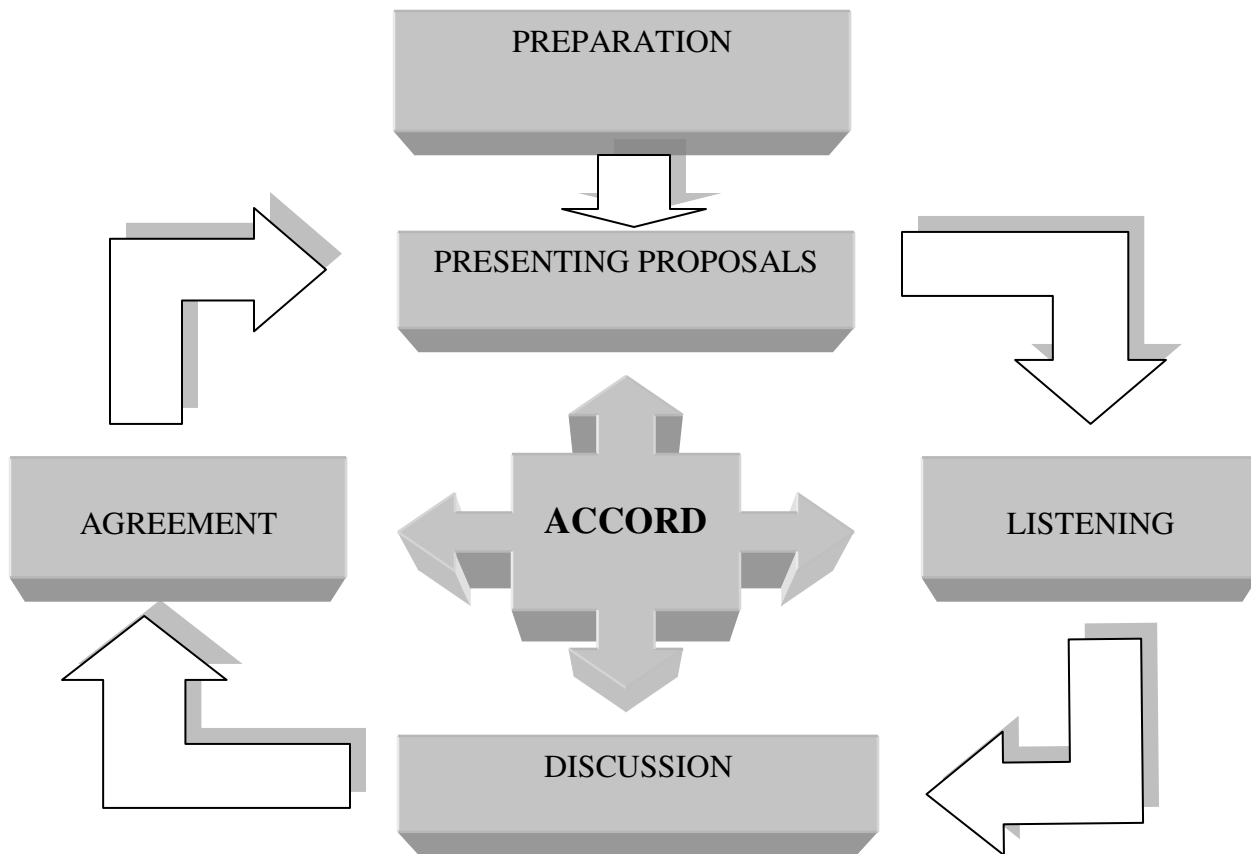 PREPARATION
PRESENTING PROPOSALS
AGREEMENT
ACCORD
LISTENING
DISCUSSION